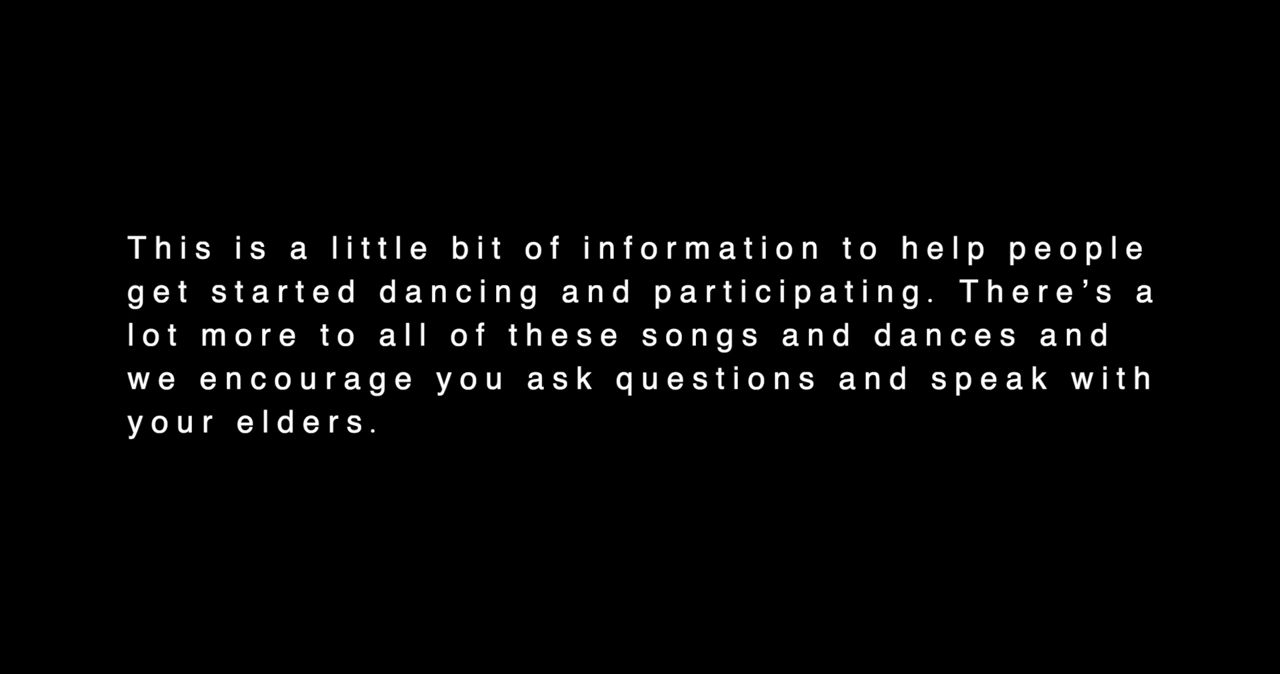 This is a little bit of information to help people
get started dancing and participating. There’s a
lot more to all of these songs and dances and
we encourage you ask questions and speak with
your elders.